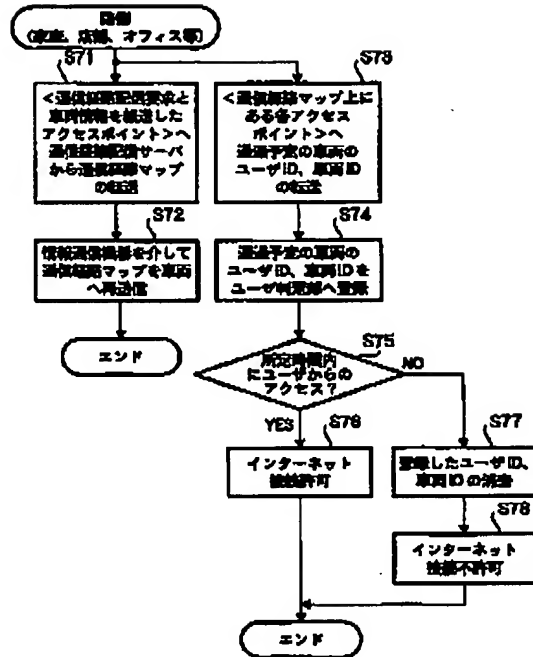 路側
(家庭、店舗、オフィス等)
S71
S73
<通信経路配信要求と
車両情報を転送した
アクセスポイント>へ
通信経路配信サーバ
から通信経路マップ
の転送
<通信経路マップ上に
ある各アクセス
ポイント>へ
通過予定の車両の
ユーザID、車両ID
の転送
S72
S74
情報通信機器を介して
通信経路マップを車両
へ再送信
通過予定の車両の
ユーザID、車両IDを
ユーザ判定部へ登録
エンド
S75
所定時間内
にユーザからの
アクセス?
NO
YES
S76
S77
インターネット
接続許可
登録したユーザID、
車両IDの消去
S78
インターネット
接続不許可
エンド